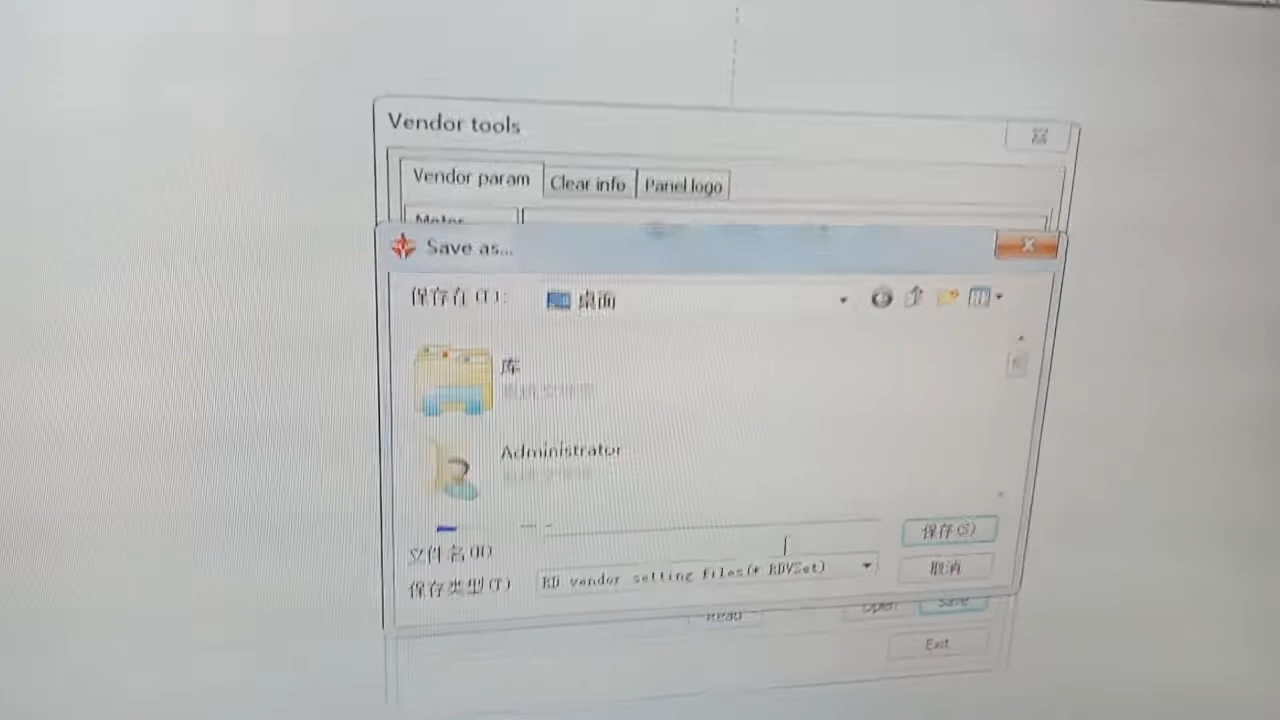 Vendor tools
Vendor param Clear info Panel logo
Motor
Save as...
保存在(I): 桌面
库
Administrator
文件名(N)
保存(S)
保存类型(T) RD vendor setting files(*.RDVSet)
取消
Read Open Save
Exit